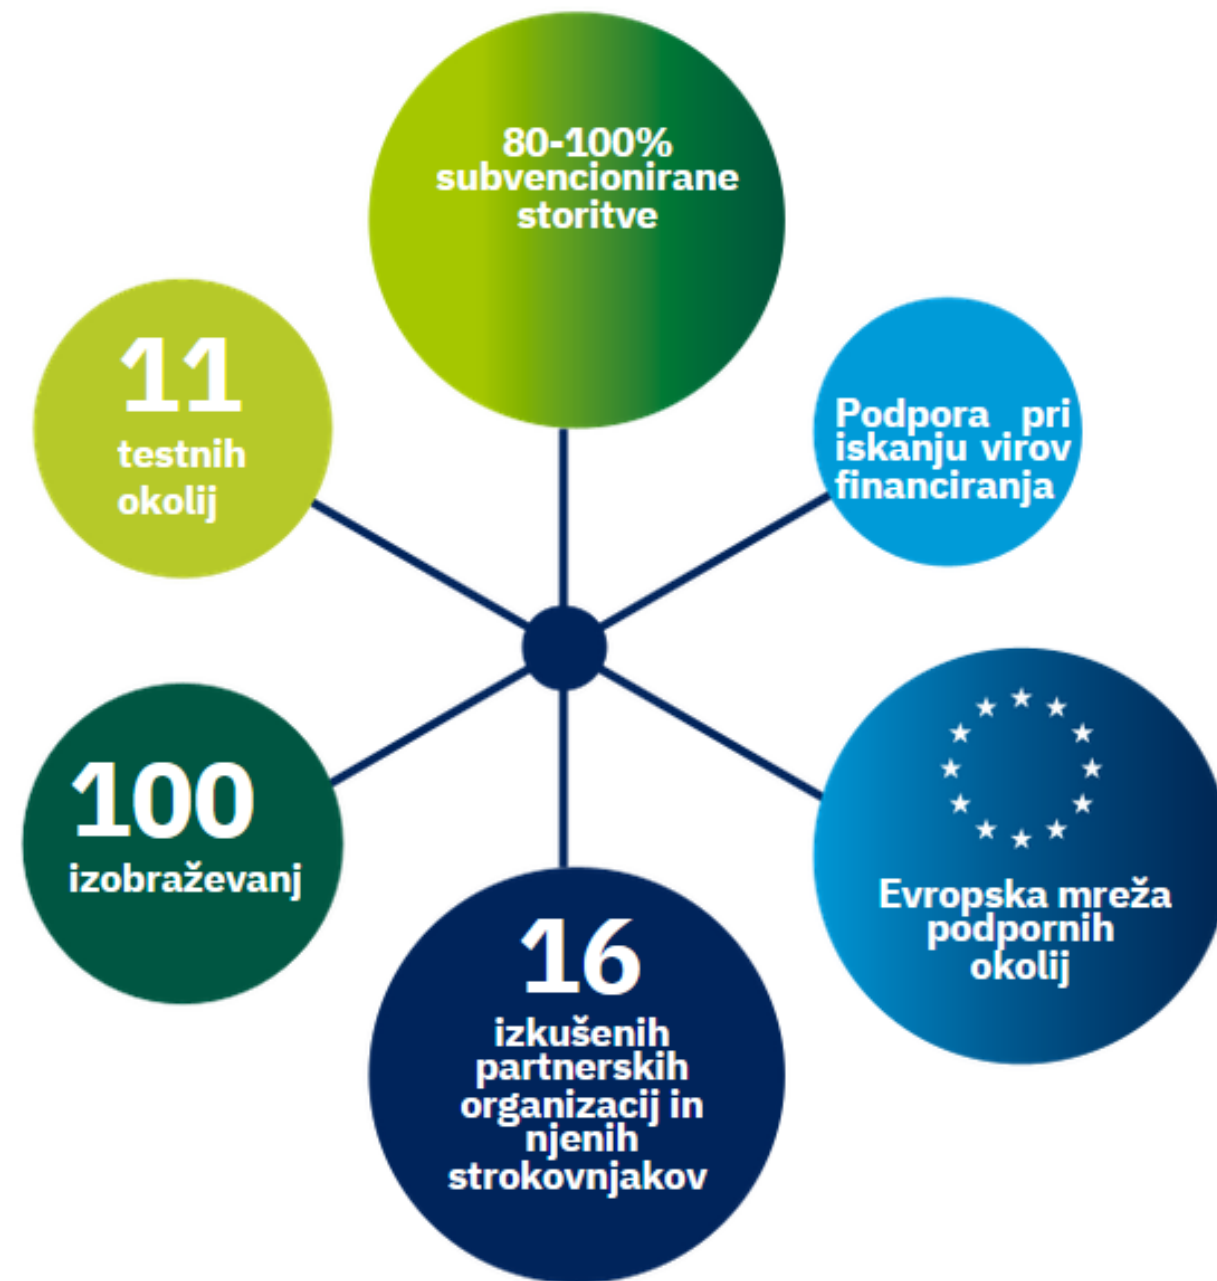 80-100%
subvencionirane
storitve
11
testnih
okolij
Podpora pri
iskanju virov
financiranja
100
izobraževanj
Evropska mreža
podpornih
okolij
16
izkušenih
partnerskih
organizacij in
njenih
strokovnjakov